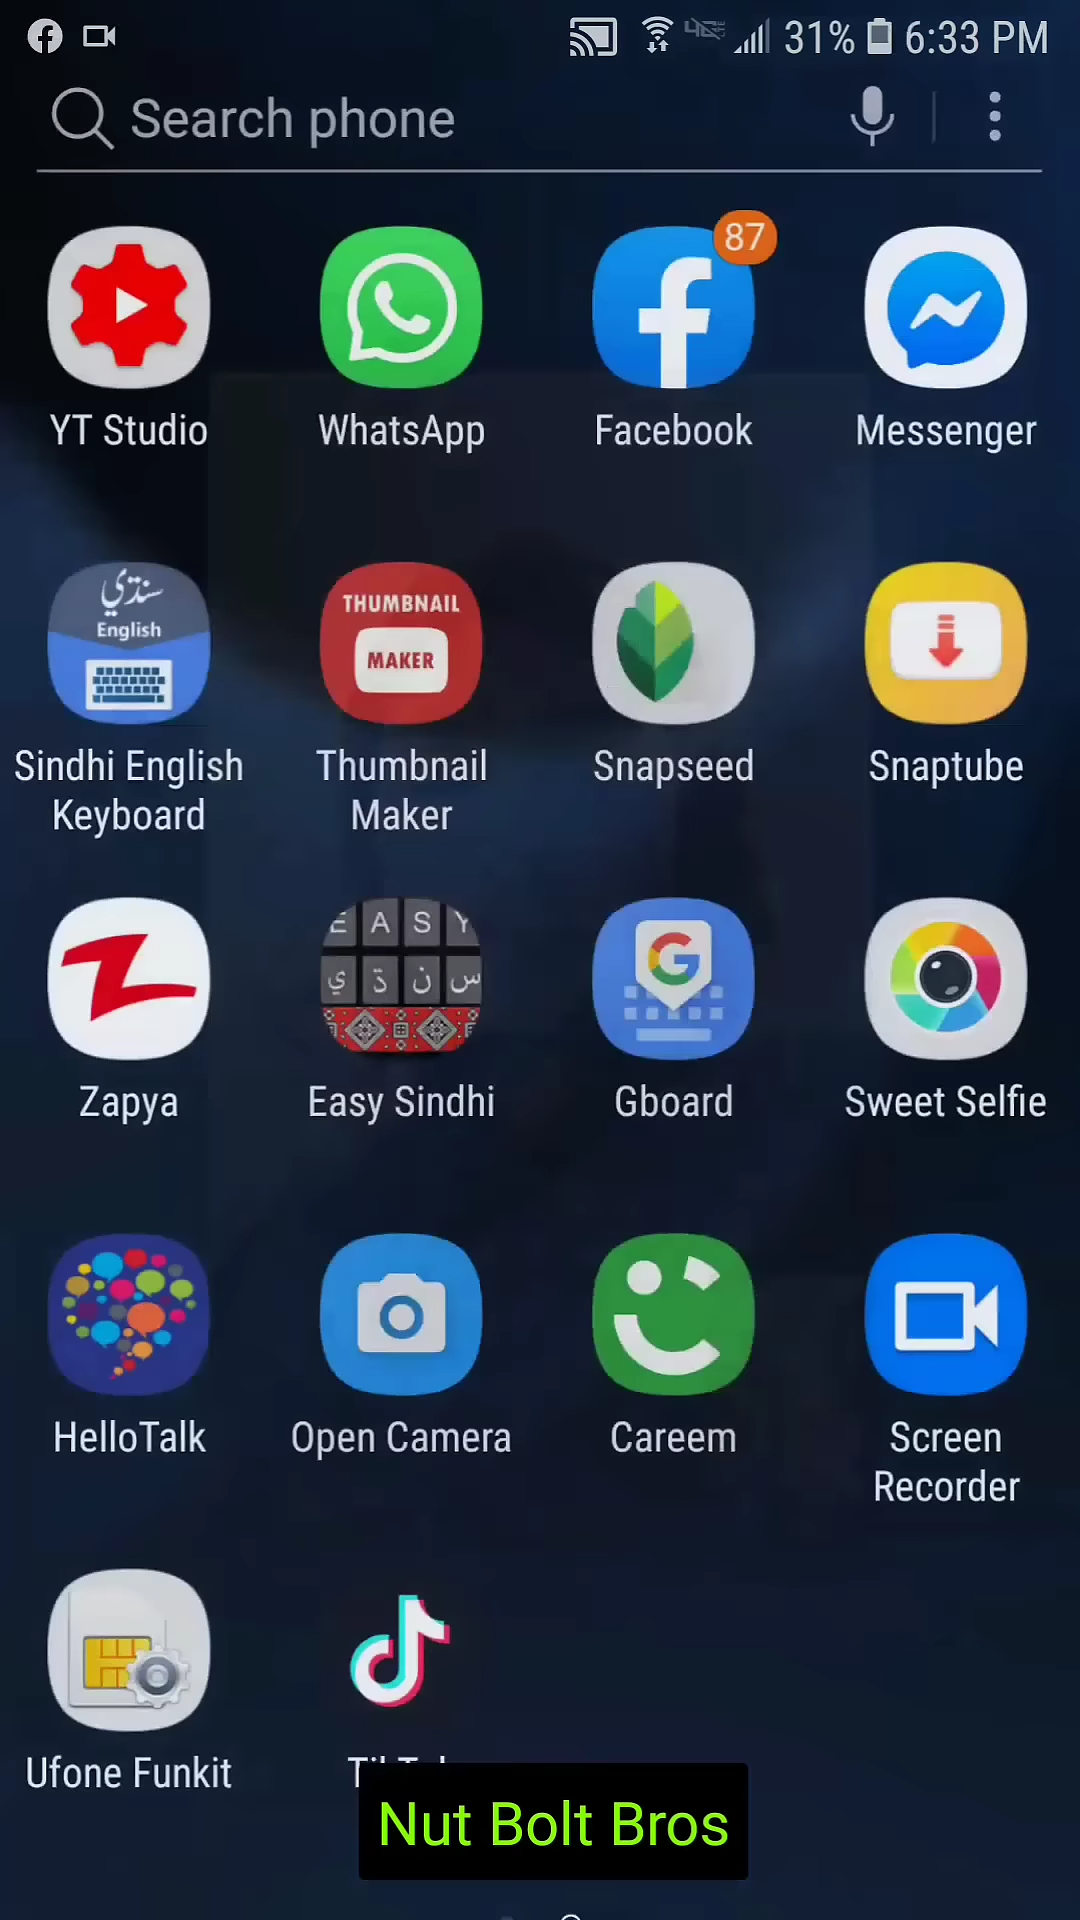 31% 6:33 PM
Search phone
87
YT Studio WhatsApp Facebook Messenger
سنڌي
English
THUMBNAIL
MAKER
Sindhi English Keyboard
Thumbnail Maker
Snapseed
Snaptube
E A S Y
س ن ڌ ي
G
Zapya Easy Sindhi Gboard Sweet Selfie
HelloTalk Open Camera Careem Screen Recorder
Ufone Funkit
Nut Bolt Bros